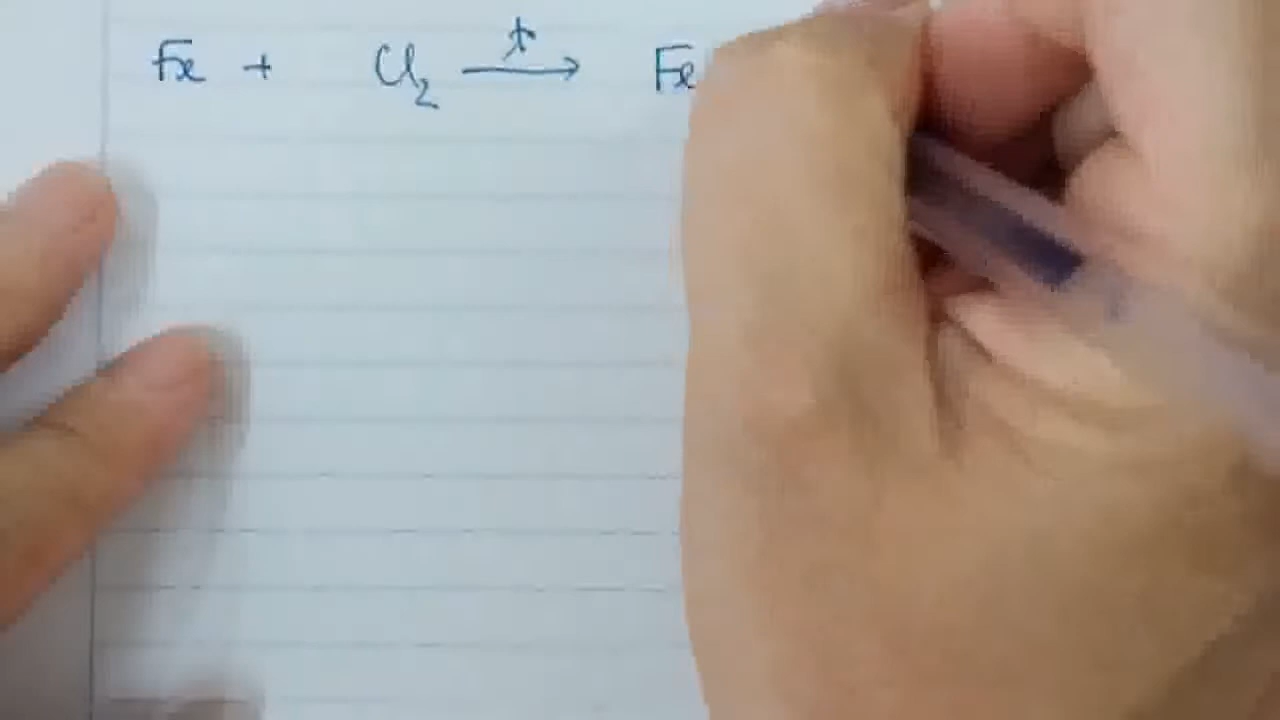 Fe + Cl₂ →ᵗ Fe